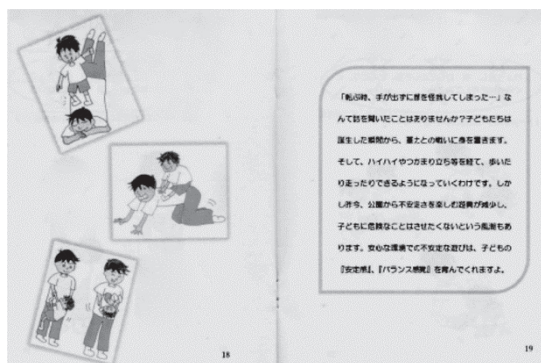 「転ぶ時、手が出ずに顔を怪我してしまった…」な
んて話を聞いたことはありませんか？子どもたちは
誕生した瞬間から、重力との戦いに身を置きます。
そして、ハイハイやつかまり立ち等を経て、歩いた
り走ったりできるようになっていくわけです。しか
し昨今、公園から不安定さを楽しむ遊具が減少し、
子どもに危険なことはさせたくないという風潮もあ
ります。安心な環境での不安定な遊びは、子どもの
『安定感』、『バランス感覚』を育んでくれますよ。
18
19